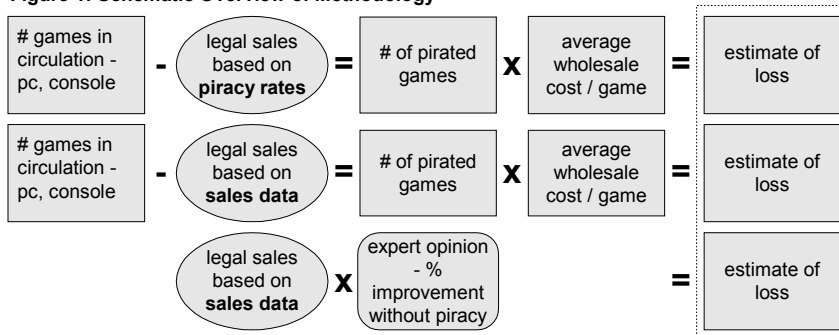 Figure 1: Schematic Overview of Methodology
# games in
circulation -
pc, console
-
legal sales
based on
piracy rates
=
# of pirated
games
x
average
wholesale
cost / game
=
estimate of
loss
# games in
circulation -
pc, console
-
legal sales
based on
sales data
=
# of pirated
games
x
average
wholesale
cost / game
=
estimate of
loss
legal sales
based on
sales data
x
expert opinion
- %
improvement
without piracy
=
estimate of
loss